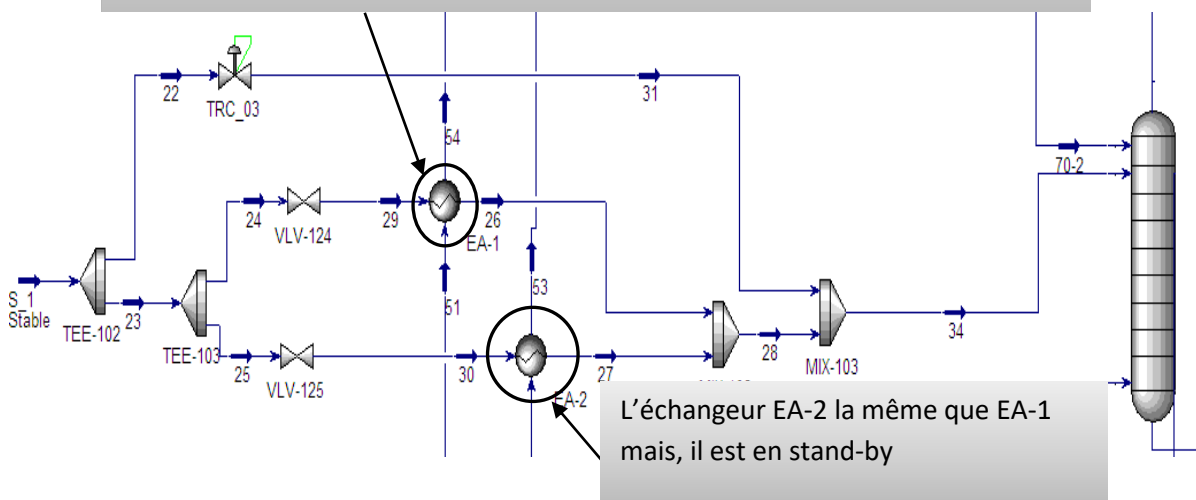 22
TRC_03
31
54
70-2
24
VLV-124
29
26
EA-1
S_1
Stable
TEE-102
23
TEE-103
51
53
25
VLV-125
30
27
28
MIX-103
34
EA-2
L’échangeur EA-2 la même que EA-1
mais, il est en stand-by